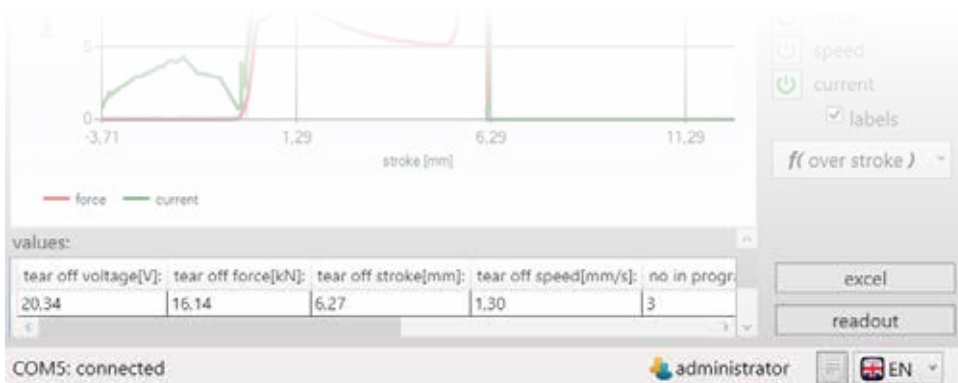 force
5
speed
current
0
labels
-3,71 1,29 6,29 11,29
stroke [mm]
f( over stroke )
force current
values:
tear off voltage[V]: tear off force[kN]: tear off stroke[mm]: tear off speed[mm/s]: no in progr
20,34 16,14 6,27 1,30 3
excel
readout
COM5: connected administrator EN